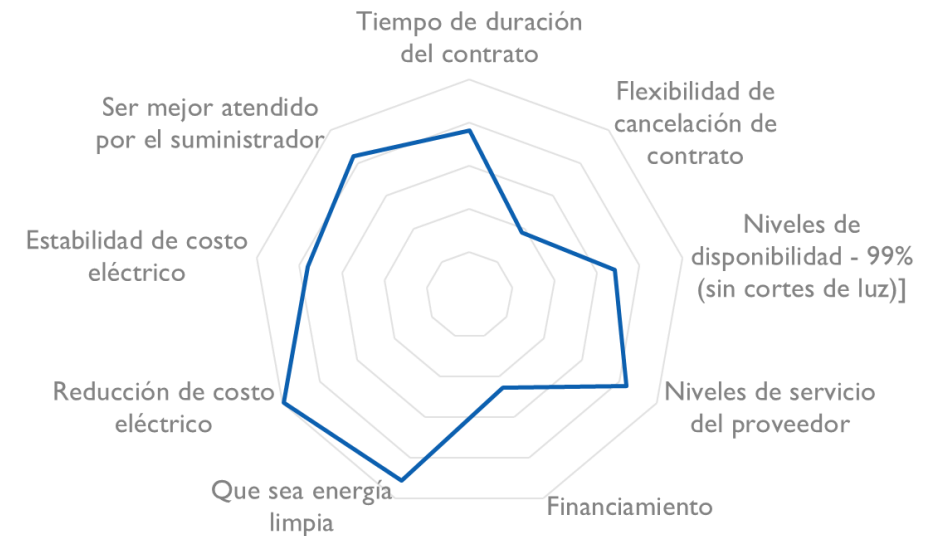 Tiempo de duración
del contrato
Flexibilidad de
cancelación de
contrato
Niveles de
disponibilidad - 99%
(sin cortes de luz)]
Niveles de servicio
del proveedor
Financiamiento
Que sea energía
limpia
Reducción de costo
eléctrico
Estabilidad de costo
eléctrico
Ser mejor atendido
por el suministrador